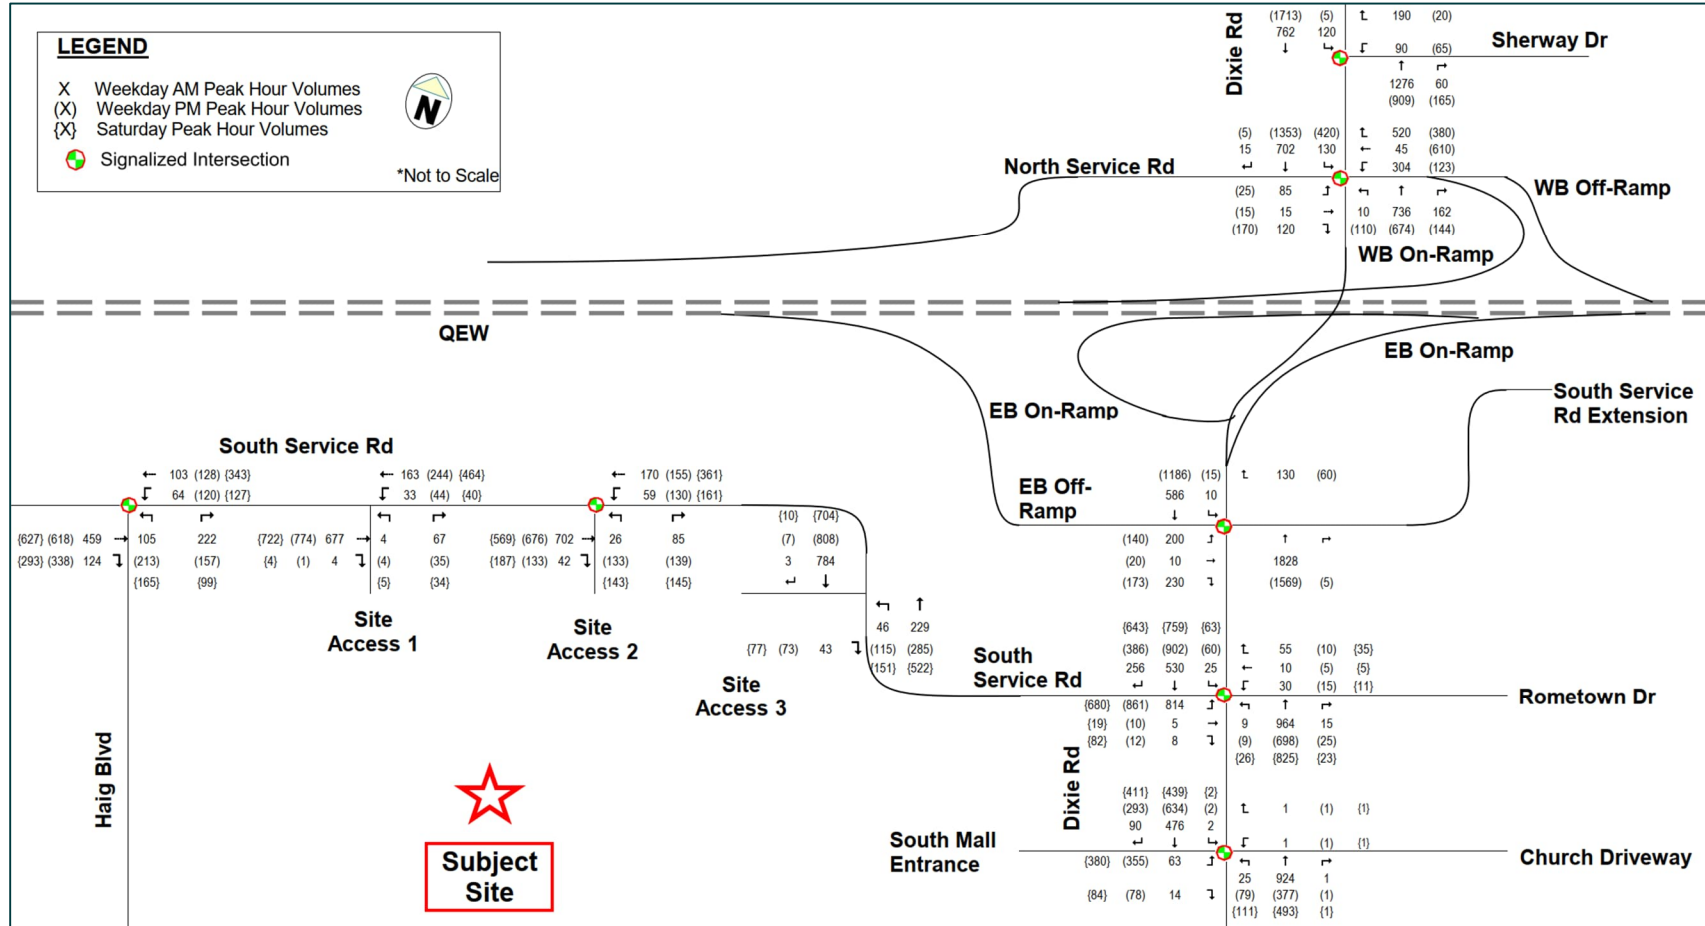 LEGEND
X Weekday AM Peak Hour Volumes
(X) Weekday PM Peak Hour Volumes
{X} Saturday Peak Hour Volumes
Signalized Intersection
N
*Not to Scale
Dixie Rd
(1713) (5) 190 (20)
762 120
90 (65)
Sherway Dr
1276 60
(909) (165)
(5) (1353) (420) 520 (380)
15 702 130 45 (610)
304 (123)
North Service Rd
WB Off-Ramp
(25) 85
(15) 15 10 736 162
(170) 120 (110) (674) (144)
WB On-Ramp
QEW
EB On-Ramp
EB On-Ramp
South Service
Rd Extension
South Service Rd
103 (128) {343} 163 (244) {464} 170 (155) {361}
64 (120) {127} 33 (44) {40} 59 (130) {161}
{627} (618) 459 105 222 {722} (774) 677 4 67 {569} (676) 702 26 85
{293} (338) 124 (213) (157) {4} (1) 4 (4) (35) {187} (133) 42 (133) (139)
{165} {99} {5} {34} {143} {145}
{10} {704}
(7) (808)
3 784
Site
Access 1
Site
Access 2
46 229
{77} (73) 43 (115) (285)
{151} {522}
Site
Access 3
EB Off-
Ramp
(1186) (15) 130 (60)
586 10
(140) 200
(20) 10 1828
(173) 230 (1569) (5)
South
Service Rd
{643} {759} {63}
(386) (902) (60) 55 (10) {35}
256 530 25 10 (5) {5}
30 (15) {11}
Rometown Dr
{680} (861) 814
{19} (10) 5 9 964 15
{82} (12) 8 (9) (698) (25)
{26} {825} {23}
Haig Blvd
Dixie Rd
{411} {439} {2}
(293) (634) (2) 1 (1) {1}
90 476 2
1 (1) {1}
South Mall
Entrance
Church Driveway
{380} (355) 63
25 924 1
{84} (78) 14 (79) (377) (1)
{111} {493} {1}
Subject
Site